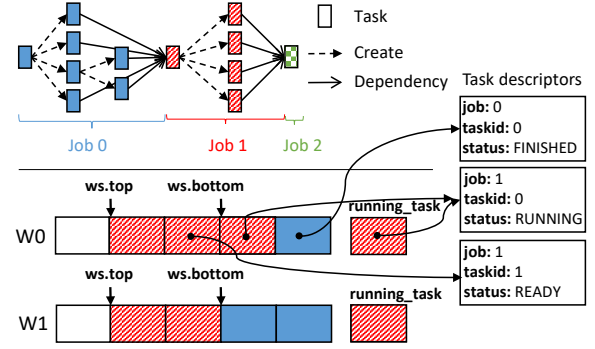 Task
Create
Dependency
Job 0
Job 1
Job 2
Task descriptors
job: 0
taskid: 0
status: FINISHED
job: 1
taskid: 0
status: RUNNING
job: 1
taskid: 1
status: READY
ws.top
ws.bottom
running_task
W0
ws.top
ws.bottom
running_task
W1